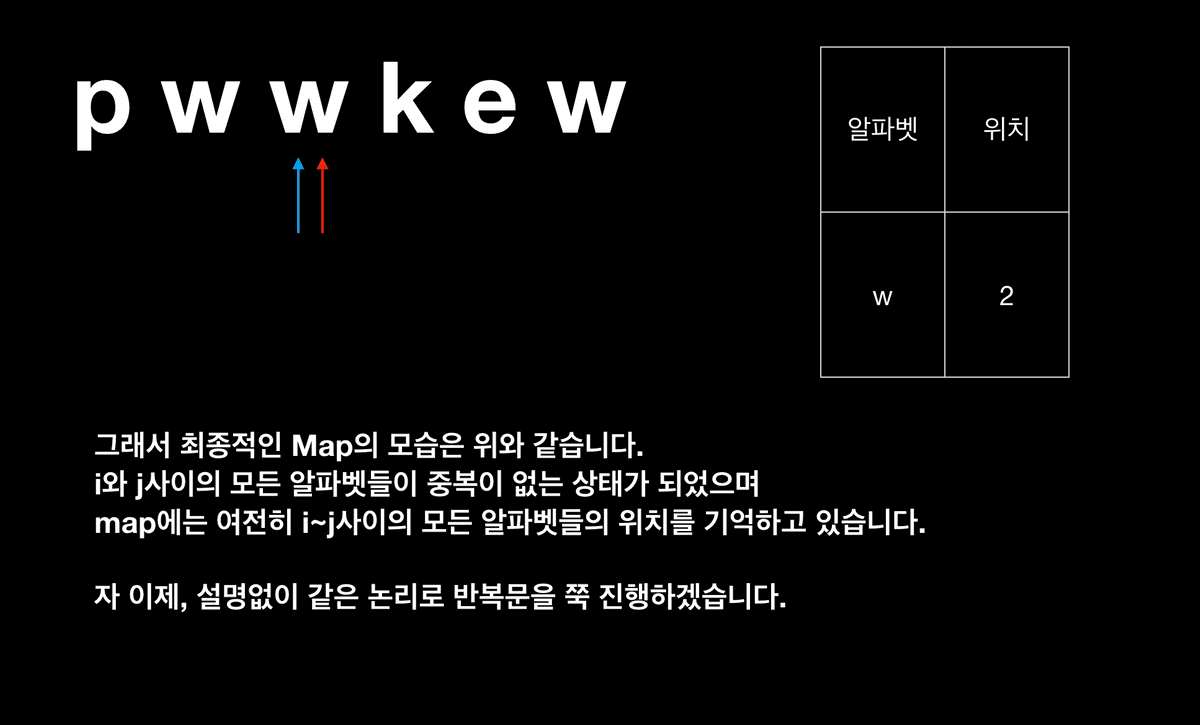 p w w k e w
알파벳 위치
w 2
그래서 최종적인 Map의 모습은 위와 같습니다.
i와 j사이의 모든 알파벳들이 중복이 없는 상태가 되었으며
map에는 여전히 i~j사이의 모든 알파벳들의 위치를 기억하고 있습니다.
자 이제, 설명없이 같은 논리로 반복문을 쭉 진행하겠습니다.